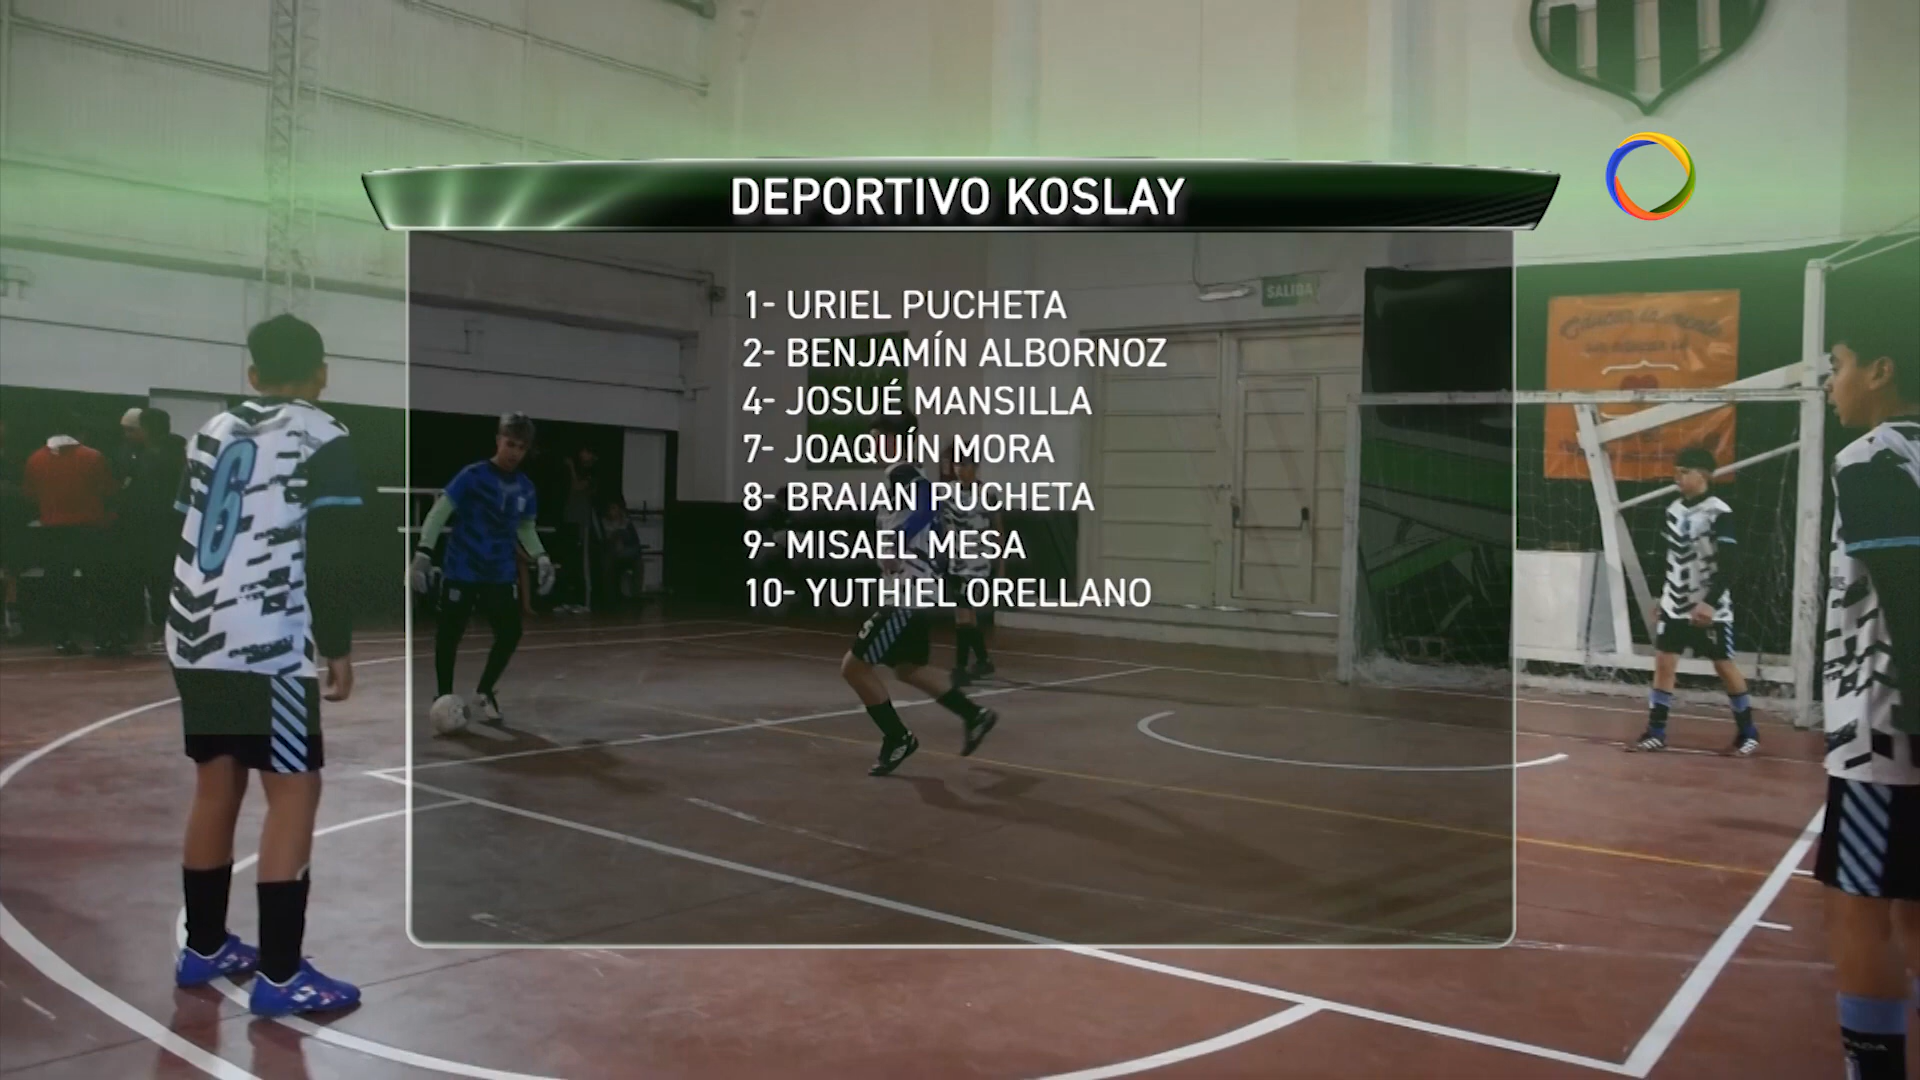 DEPORTIVO KOSLAY
1- URIEL PUCHETA
2- BENJAMÍN ALBORNOZ
4- JOSUÉ MANSILLA
7- JOAQUÍN MORA
8- BRAIAN PUCHETA
9- MISAEL MESA
10- YUTHIEL ORELLANO
SALIDA
6